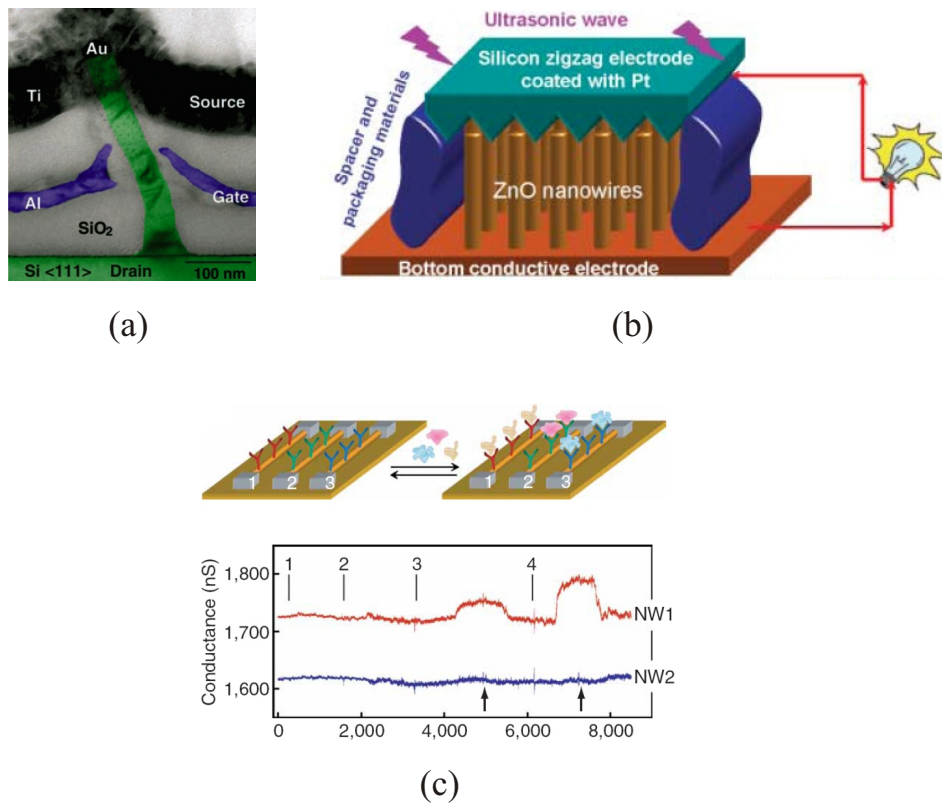 Au
Ti
Source
Al
Gate
SiO₂
Si <111> Drain
100 nm
(a)
Ultrasonic wave
Silicon zigzag electrode
coated with Pt
Spacer and
packaging materials
ZnO nanowires
Bottom conductive electrode
(b)
1 2 3
1 2 3
Conductance (nS)
1,800
1,700
1,600
1 2 3 4
NW1
NW2
0 2,000 4,000 6,000 8,000
(c)